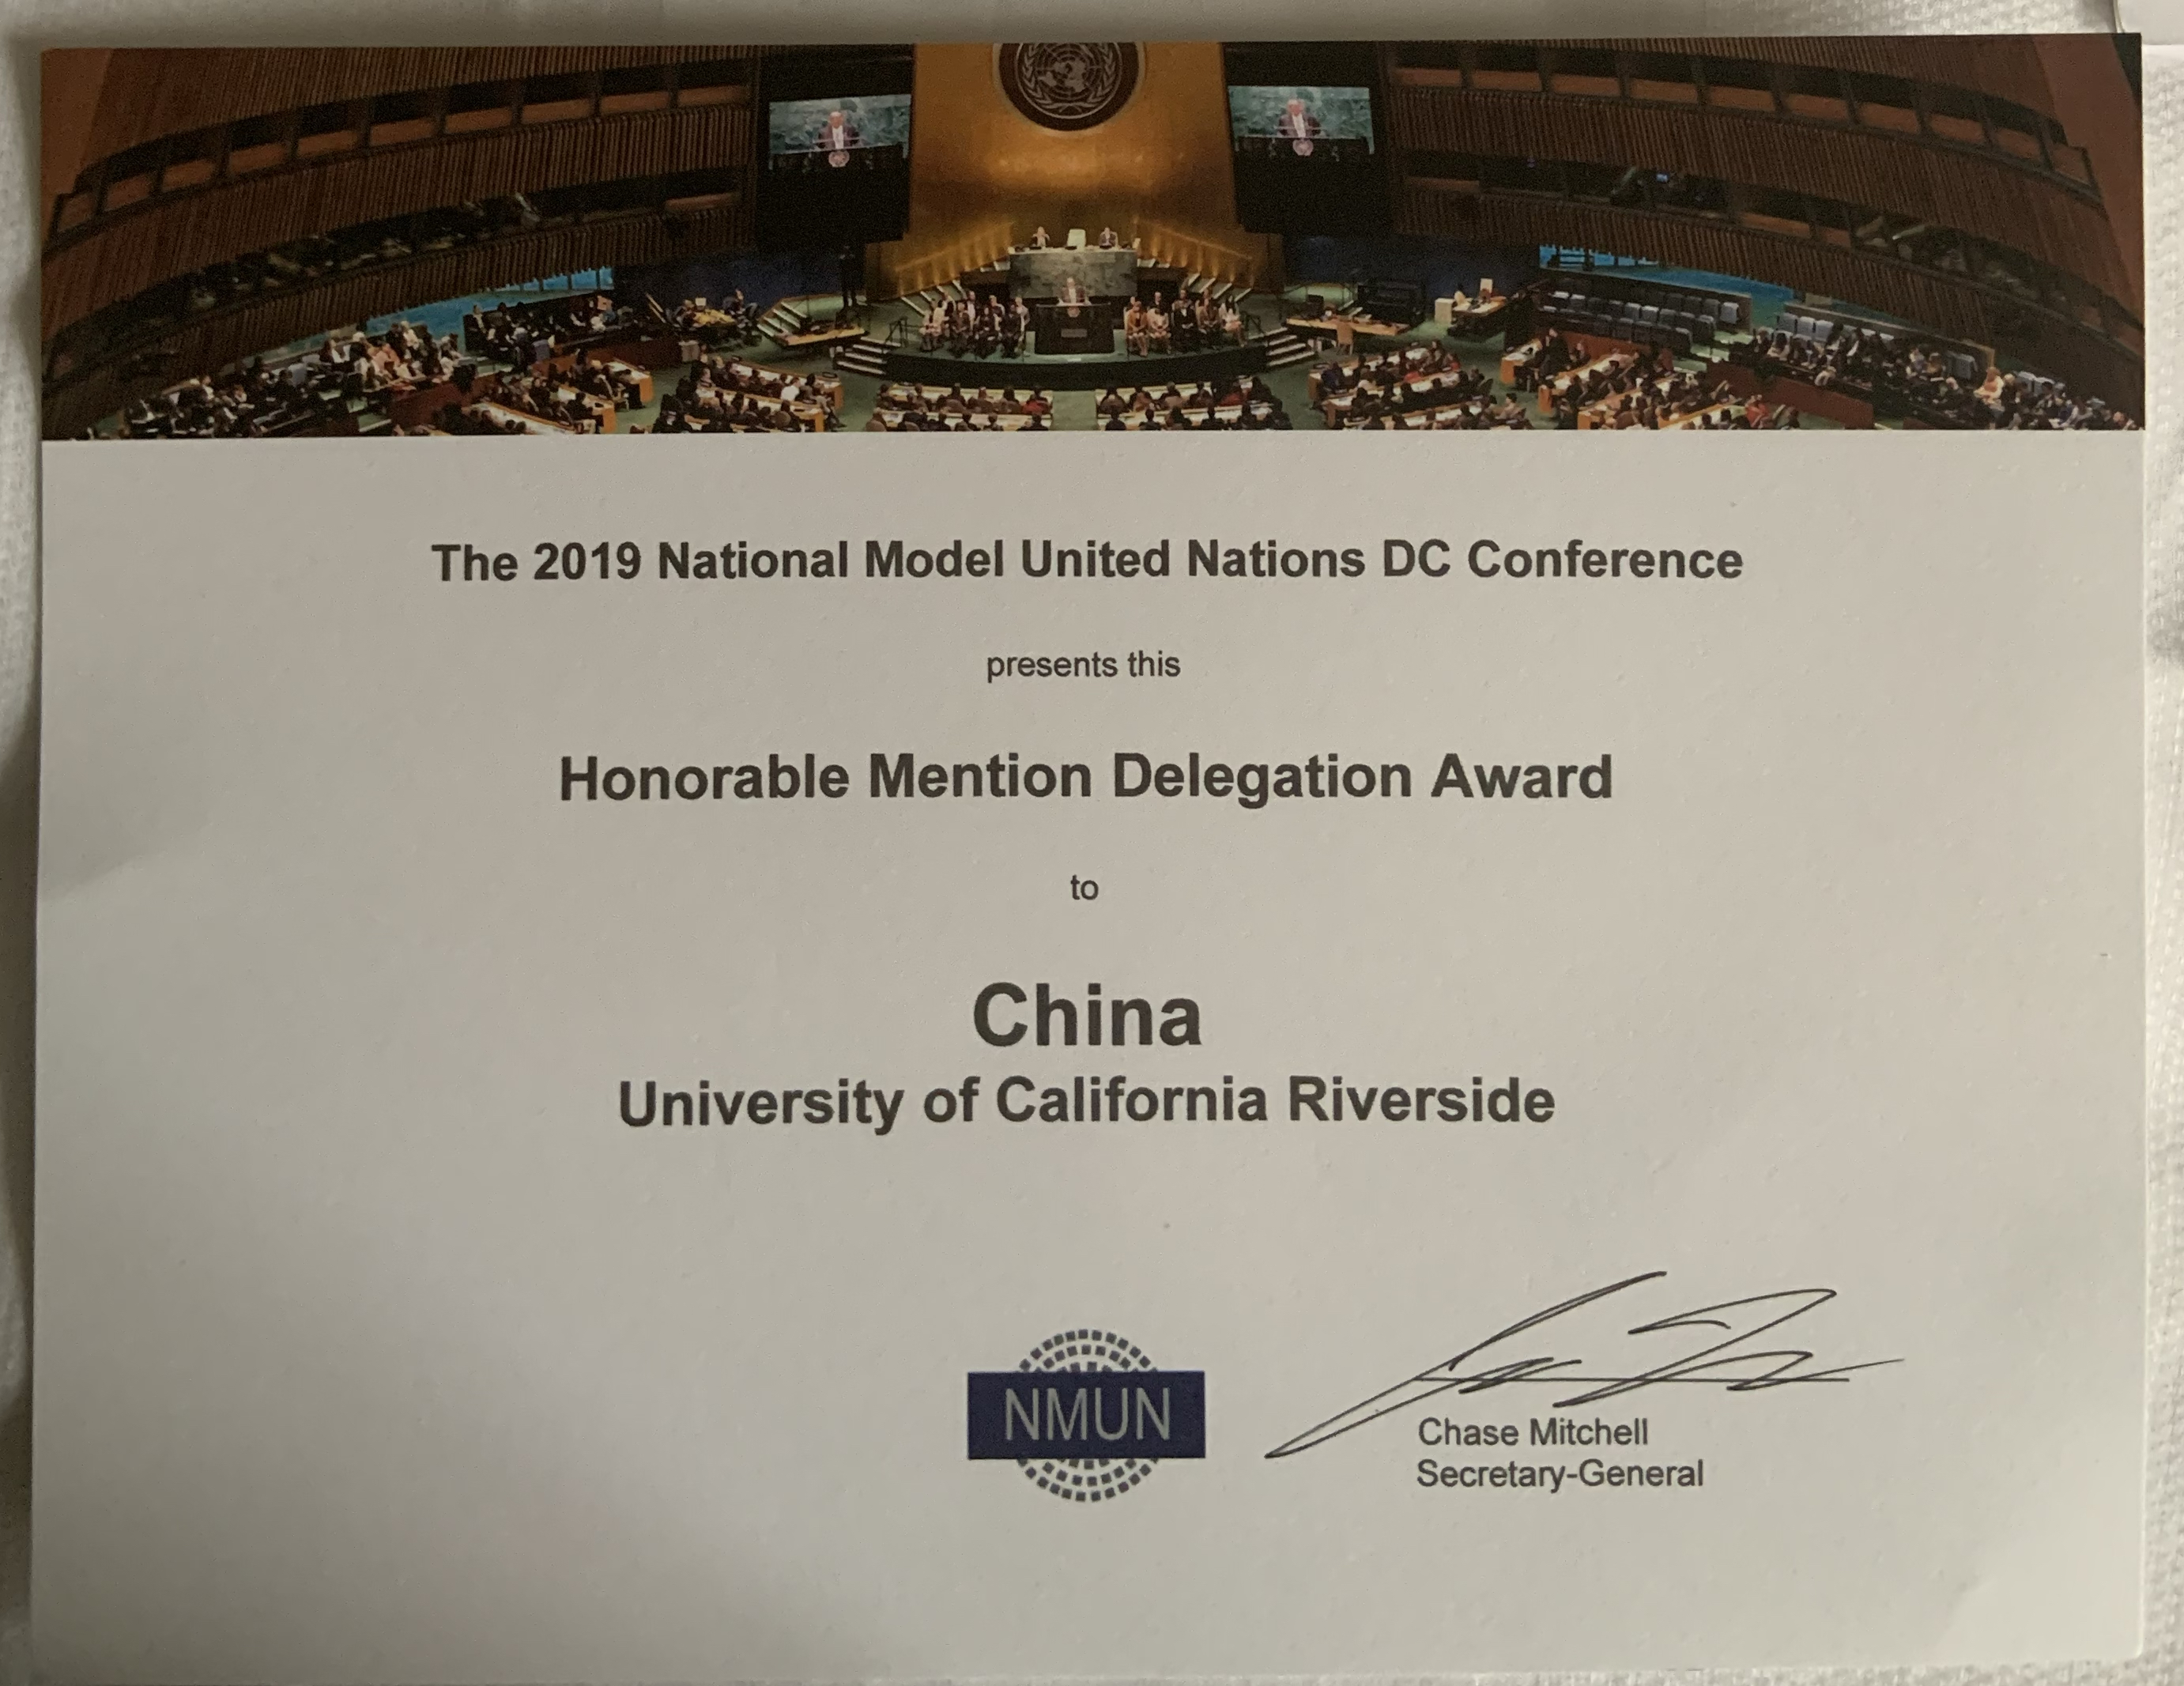 The 2019 National Model United Nations DC Conference
presents this
Honorable Mention Delegation Award
to
China
University of California Riverside
NMUN
Chase Mitchell
Secretary-General